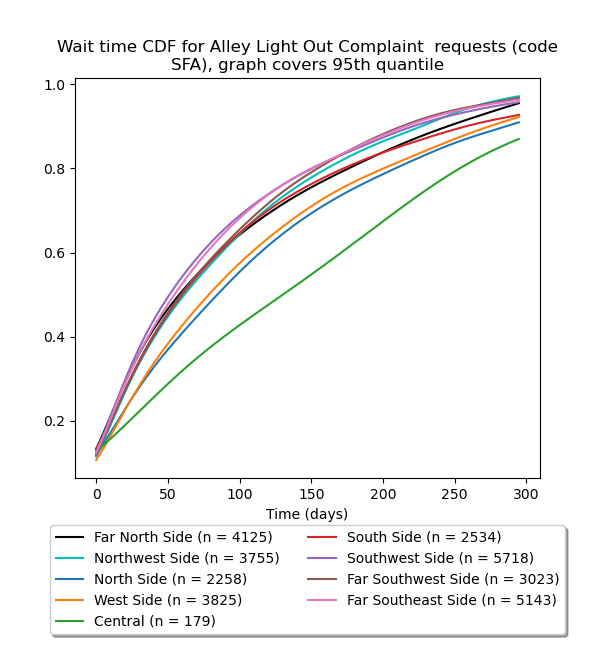 Wait time CDF for Alley Light Out Complaint  requests (code
SFA), graph covers 95th quantile
1.0
0.8
0.6
0.4
0.2
0 50 100 150 200 250 300
Time (days)
Far North Side (n = 4125)
Northwest Side (n = 3755)
North Side (n = 2258)
West Side (n = 3825)
Central (n = 179)
South Side (n = 2534)
Southwest Side (n = 5718)
Far Southwest Side (n = 3023)
Far Southeast Side (n = 5143)